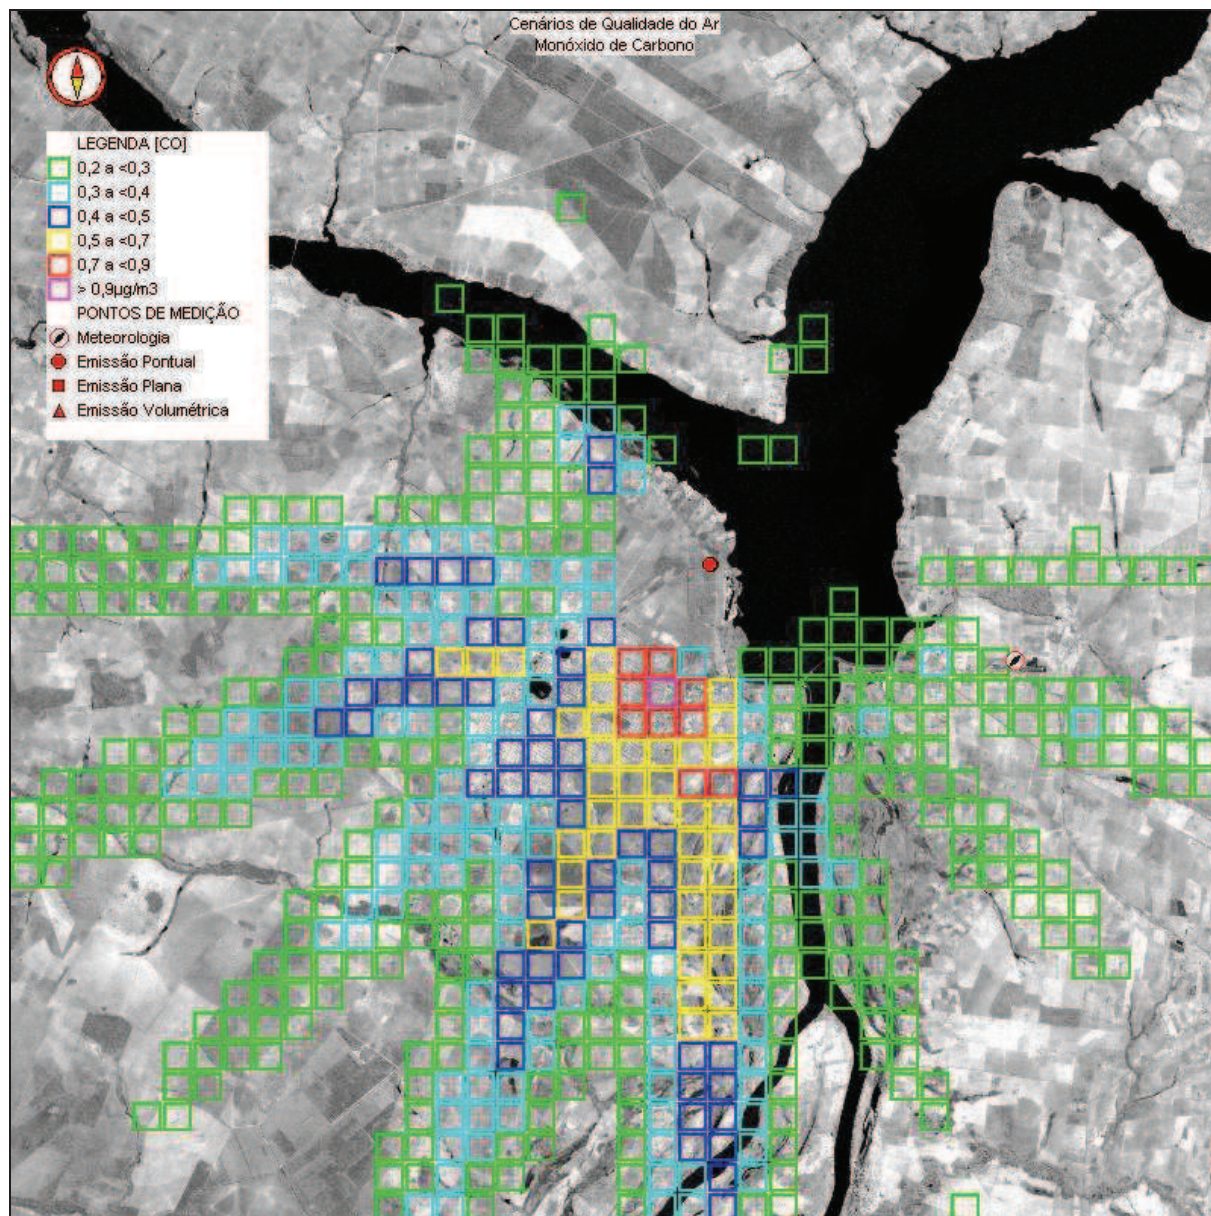 Cenários de Qualidade do Ar
Monóxido de Carbono
LEGENDA [CO]
0,2 a <0,3
0,3 a <0,4
0,4 a <0,5
0,5 a <0,7
0,7 a <0,9
> 0,9µg/m3
PONTOS DE MEDIÇÃO
Meteorologia
Emissão Pontual
Emissão Plana
Emissão Volumétrica